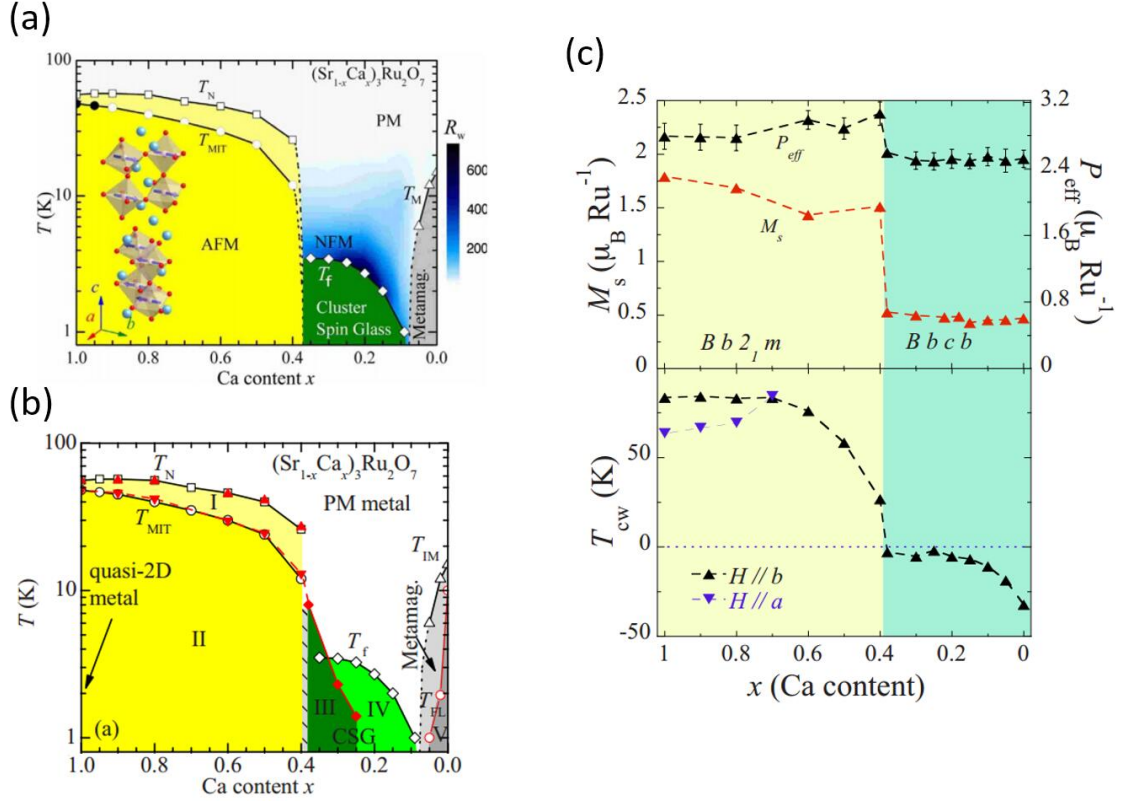 (a)
100
10
1
T (K)
(Sr1-xCax)3Ru2O7
TN
TMIT
PM
Rw
600
400
200
TM
AFM
NFM
Tf
Cluster
Spin Glass
Metamag.
c
a
b
1.0 0.8 0.6 0.4 0.2 0.0
Ca content x
(b)
100
10
1
T (K)
TN
(Sr1-xCax)3Ru2O7
I
PM metal
TMIT
TIM
quasi-2D
metal
II
Metamag.
Tf
TFL
III
IV
V
CSG
(a)
1.0 0.8 0.6 0.4 0.2 0.0
Ca content x
(c)
2.5
2
1.5
1
0.5
0
Ms (μB Ru-1)
3.2
2.4
1.6
0.8
0
Peff (μB Ru-1)
Peff
Ms
B b 21 m
B b c b
50
0
-50
Tcw (K)
H // b
H // a
1 0.8 0.6 0.4 0.2 0
x (Ca content)